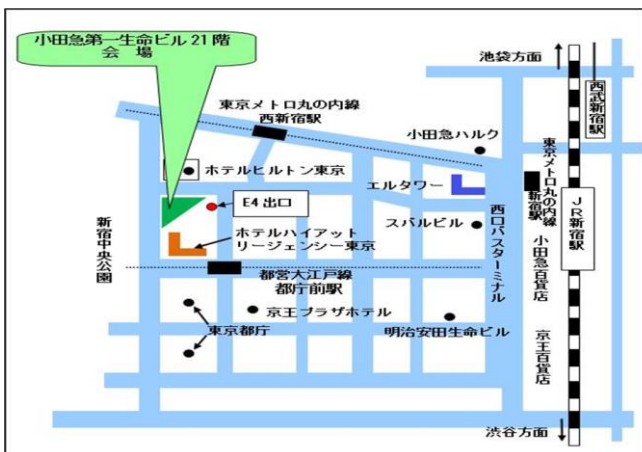 小田急第一生命ビル21階
会 場
池袋方面
西武新宿駅
東京メトロ丸の内線
西新宿駅
小田急ハルク
東京メトロ丸の内線
新宿駅
ホテルヒルトン東京
エルタワー
E4 出口
スバルビル
JR新宿駅
新宿中央公園
ホテルハイアット
リージェンシー東京
西口バスターミナル
小田急百貨店
都営大江戸線
都庁前駅
京王プラザホテル
明治安田生命ビル
東京都庁
京王百貨店
渋谷方面